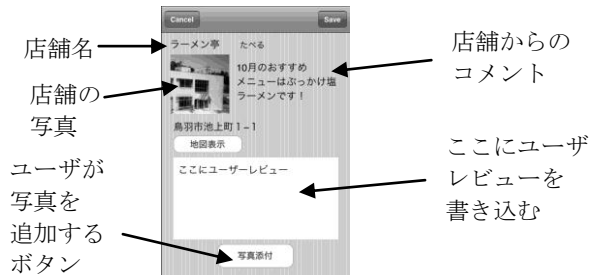 Cancel
Save
店舗名
ラーメン亭
たべる
10月のおすすめ
メニューはぶっかけ塩
ラーメンです！
店舗からの
コメント
店舗の
写真
鳥羽市池上町1-1
地図表示
ここにユーザーレビュー
ここにユーザ
レビューを
書き込む
ユーザが
写真を
追加する
ボタン
写真添付